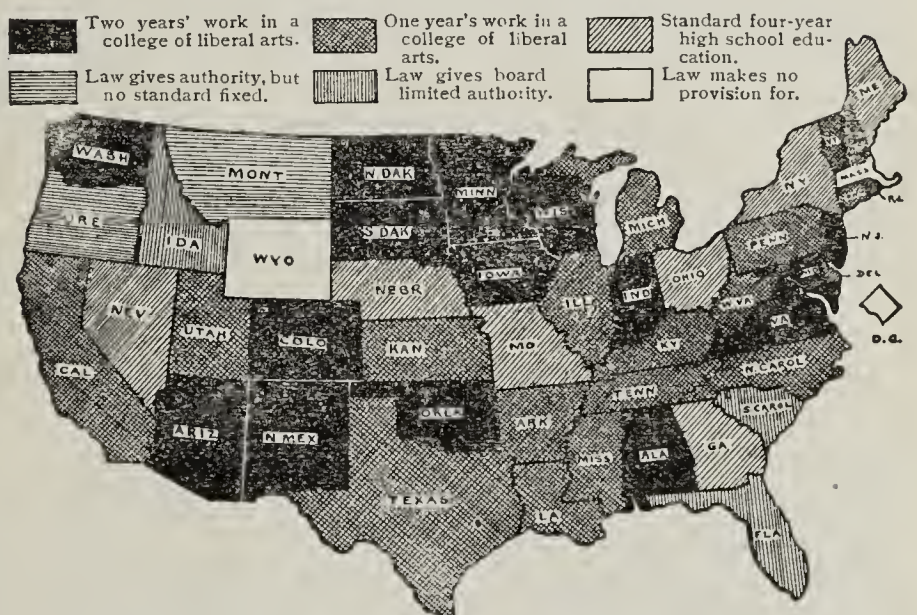 Two years' work in a
college of liberal arts.
One year's work in a
college of liberal
arts.
Standard four-year
high school edu-
cation.
Law gives authority, but
no standard fixed.
Law gives board
limited authority.
Law makes no
provision for.
WASH
MONT
N.DAK
MINN
ME
NY
MASS
R.I.
ORE
IDA
WYO
S.DAK
WIS
MICH
PENN
N.J.
NEV
UTAH
COLO
NEBR
IOWA
ILL
IND
OHIO
W.VA
DEL
D.C.
CAL
KAN
MO
KY
VA
ARIZ
N.MEX
OKLA
ARK
TENN
N.CAROL
S.CAROL
TEXAS
LA
MISS
ALA
GA
FLA